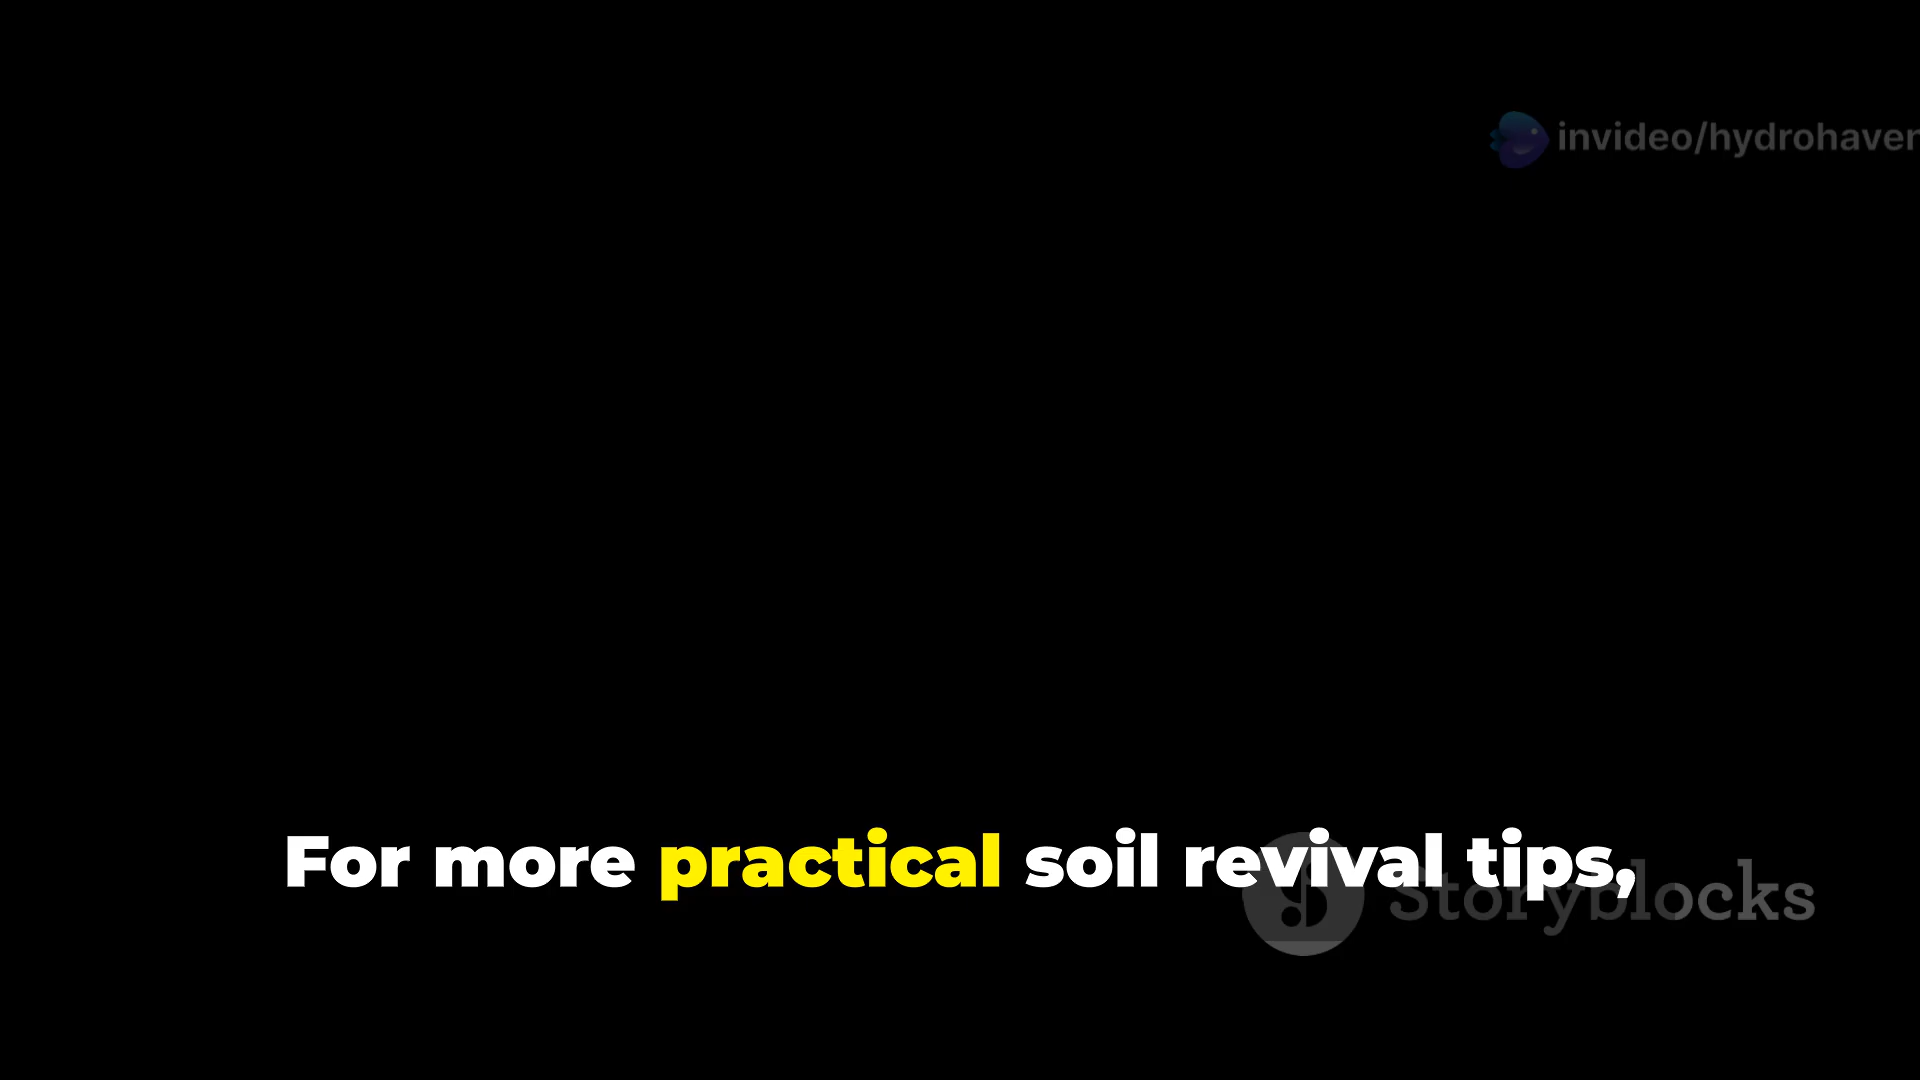 invideo/hydrohaven
For more practical soil revival tips,
Storyblocks